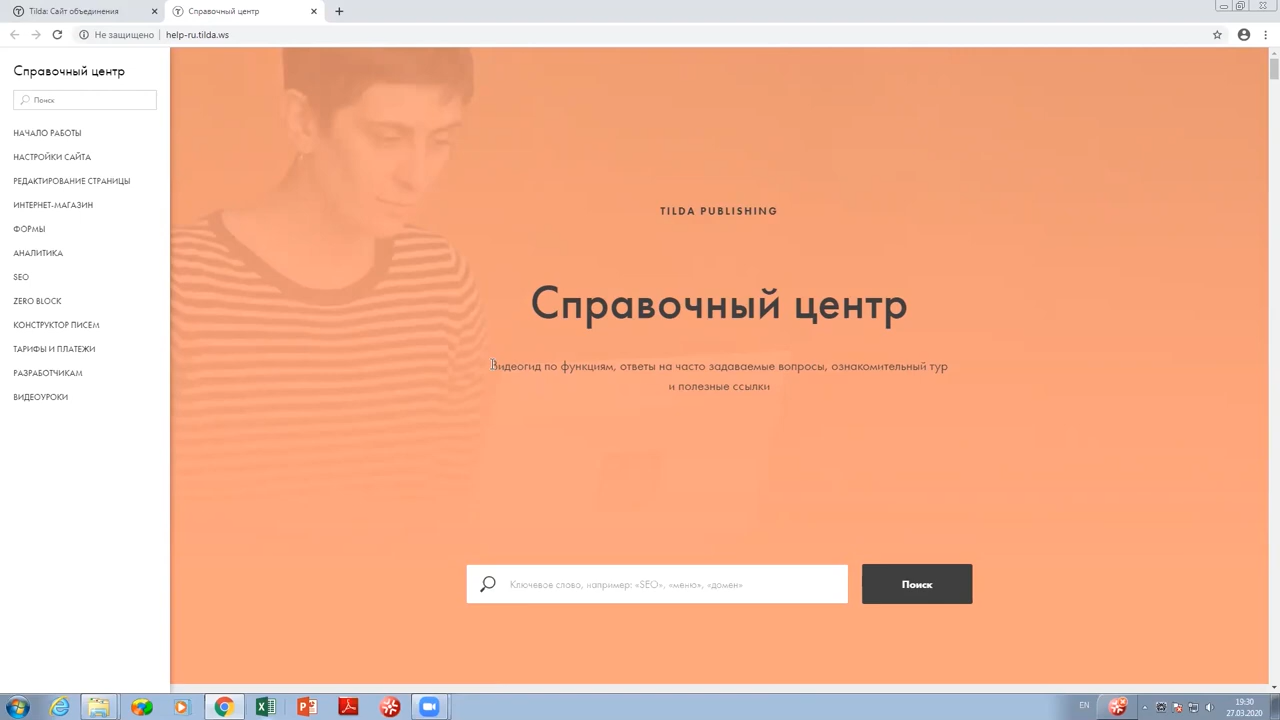 Tilda: Сайт объединения
Справочный центр
Не защищено
help-ru.tilda.ws
Справочный центр
Поиск
НАЧАЛО РАБОТЫ
НАСТРОЙКИ САЙТА
РЕДАКТИРОВАНИЕ СТРАНИЦЫ
ИНТЕРНЕТ-МАГАЗИН
ФОРМЫ
АНАЛИТИКА
SEO
ZERO BLOCK
КОНСТРУКТОР ПИСЕМ
ТАРИФЫ И ПЛАТЕЖИ
РАЗРАБОТЧИКАМ
ВИДЕОУРОКИ
TILDA PUBLISHING
Справочный центр
Видеогид по функциям, ответы на часто задаваемые вопросы, ознакомительный тур
и полезные ссылки
Ключевое слово, например: «SEO», «меню», «домен»
Поиск
EN
19:30
27.03.2020